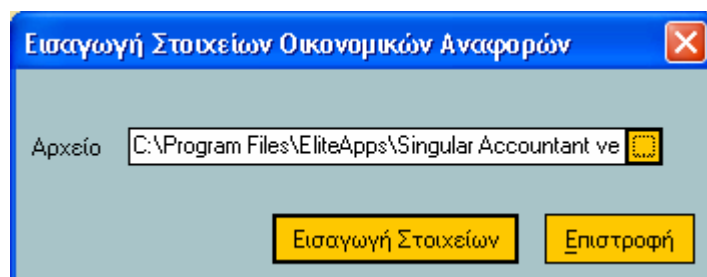 Εισαγωγή Στοιχείων Οικονομικών Αναφορών
Αρχείο C:\Program Files\EliteApps\Singular Accountant ve
Εισαγωγή Στοιχείων Επιστροφή